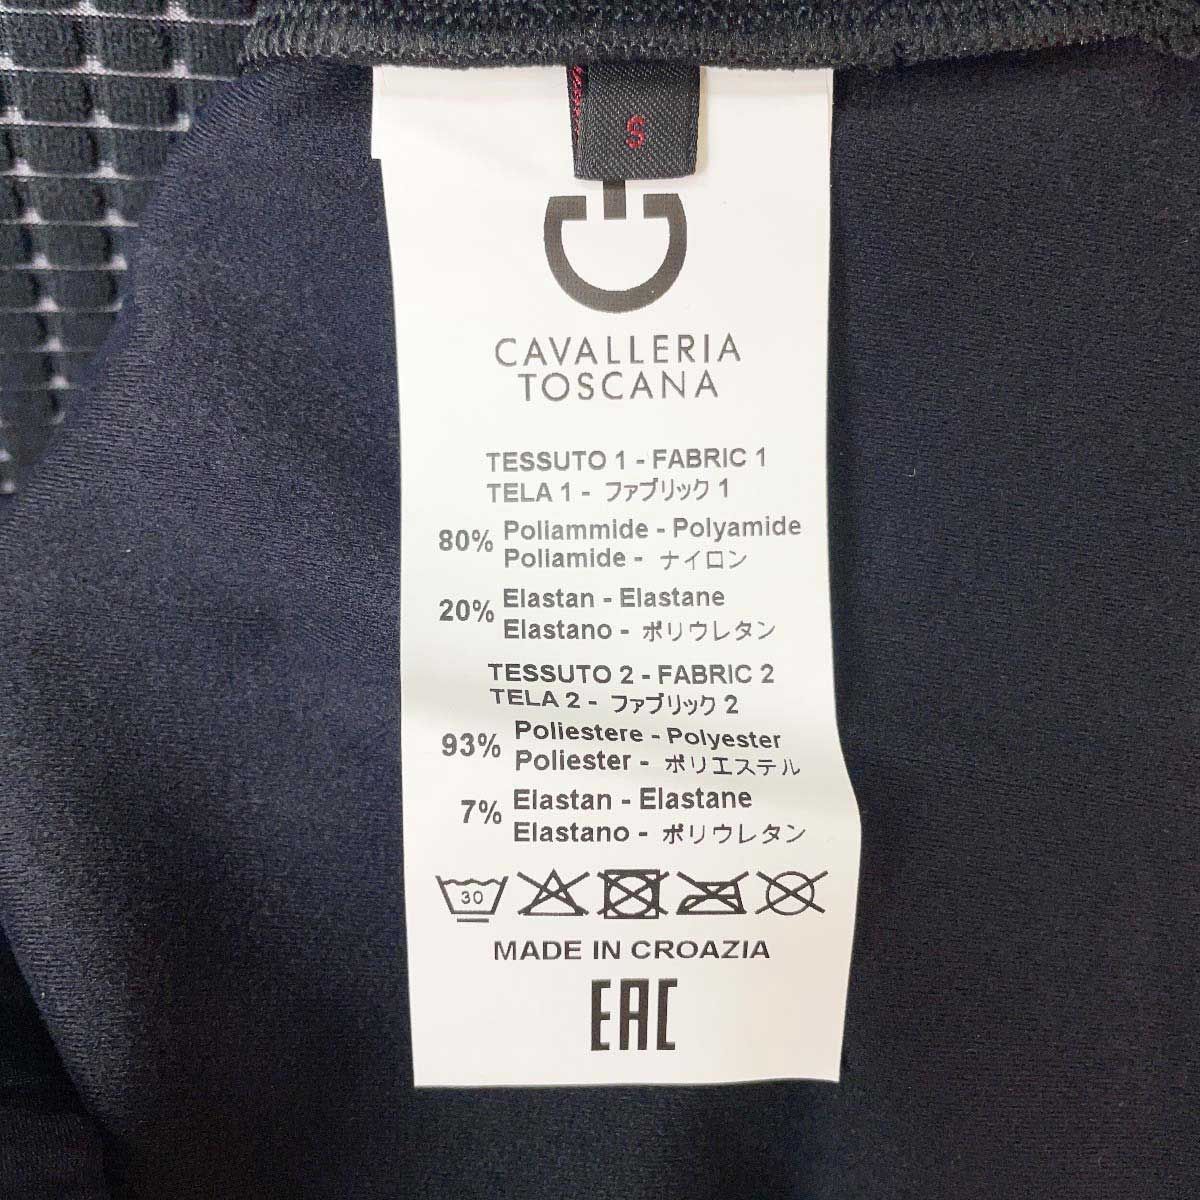 S
CAVALLERIA
TOSCANA
TESSUTO 1 - FABRIC 1
TELA 1 - ファブリック 1
80% Poliammide - Polyamide
Poliamide - ナイロン
20% Elastan - Elastane
Elastano - ポリウレタン
TESSUTO 2 - FABRIC 2
TELA 2 - ファブリック 2
93% Poliestere - Polyester
Poliester - ポリエステル
7% Elastan - Elastane
Elastano - ポリウレタン
30
MADE IN CROAZIA
EAC